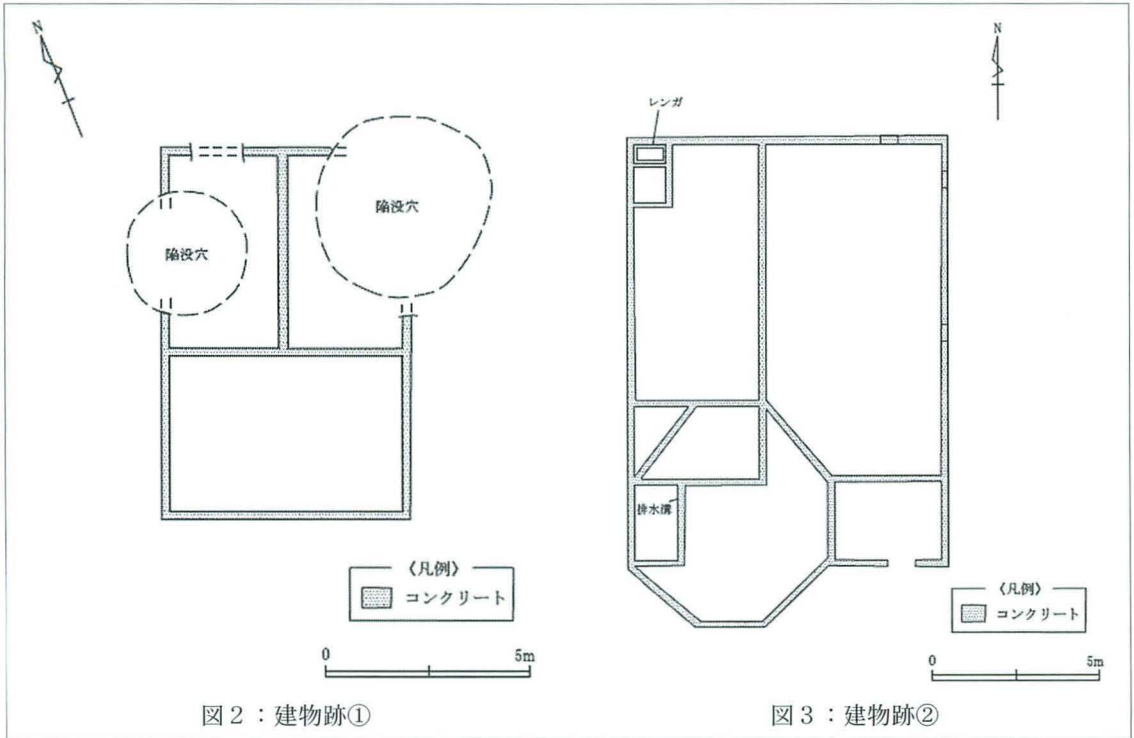 N
陥没穴
陥没穴
〈凡例〉
コンクリート
0 5m
図2：建物跡①
N
レンガ
排水溝
〈凡例〉
コンクリート
0 5m
図3：建物跡②